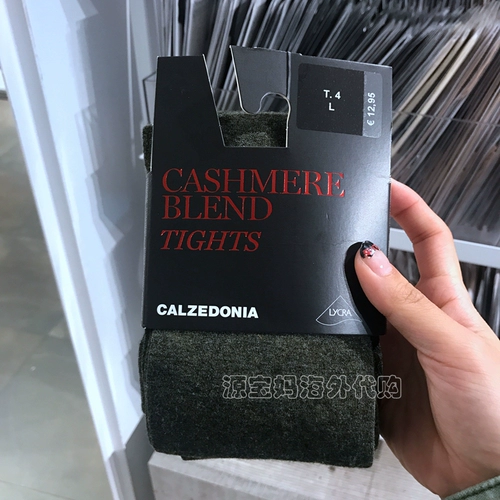 T. 4
L
€ 12,95
CASHMERE
BLEND
TIGHTS
CALZEDONIA
LYCRA
源宝妈海外代购